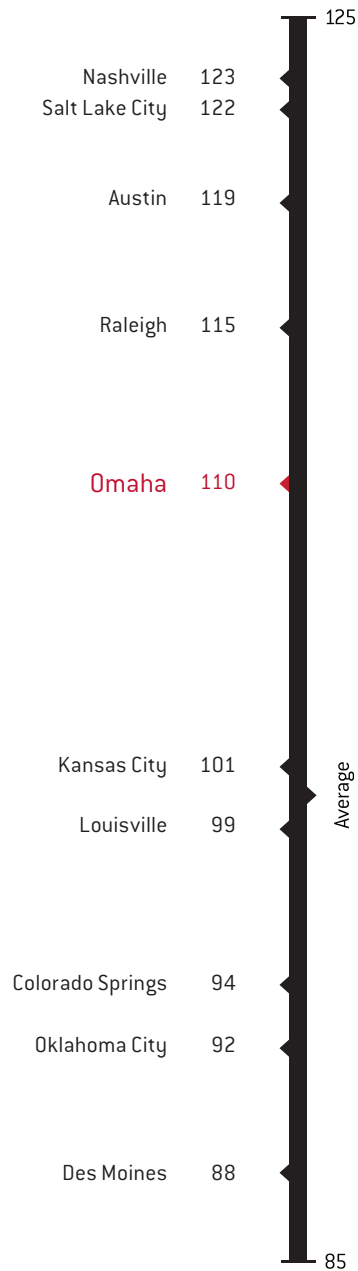 125
Nashville 123
Salt Lake City 122
Austin 119
Raleigh 115
Omaha 110
Kansas City 101
Average
Louisville 99
Colorado Springs 94
Oklahoma City 92
Des Moines 88
85